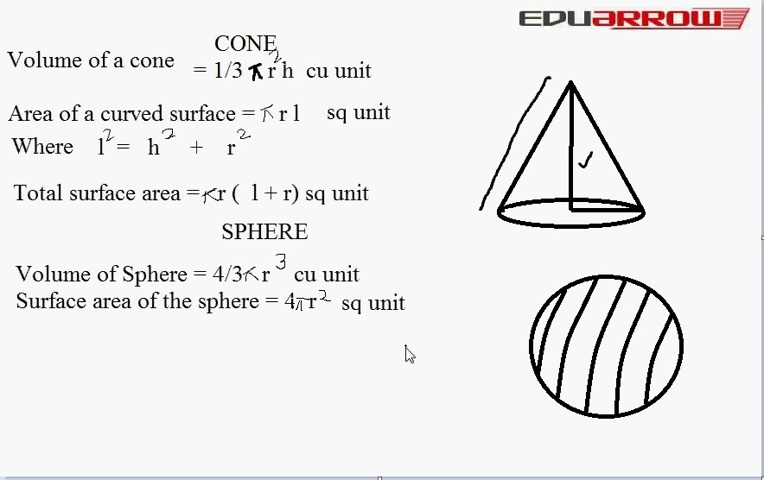 EDUARROW
CONE
Volume of a cone = 1/3 π r² h cu unit
Area of a curved surface = π r l sq unit
Where l² = h² + r²
Total surface area = πr ( l + r) sq unit
SPHERE
Volume of Sphere = 4/3πr³ cu unit
Surface area of the sphere = 4πr² sq unit